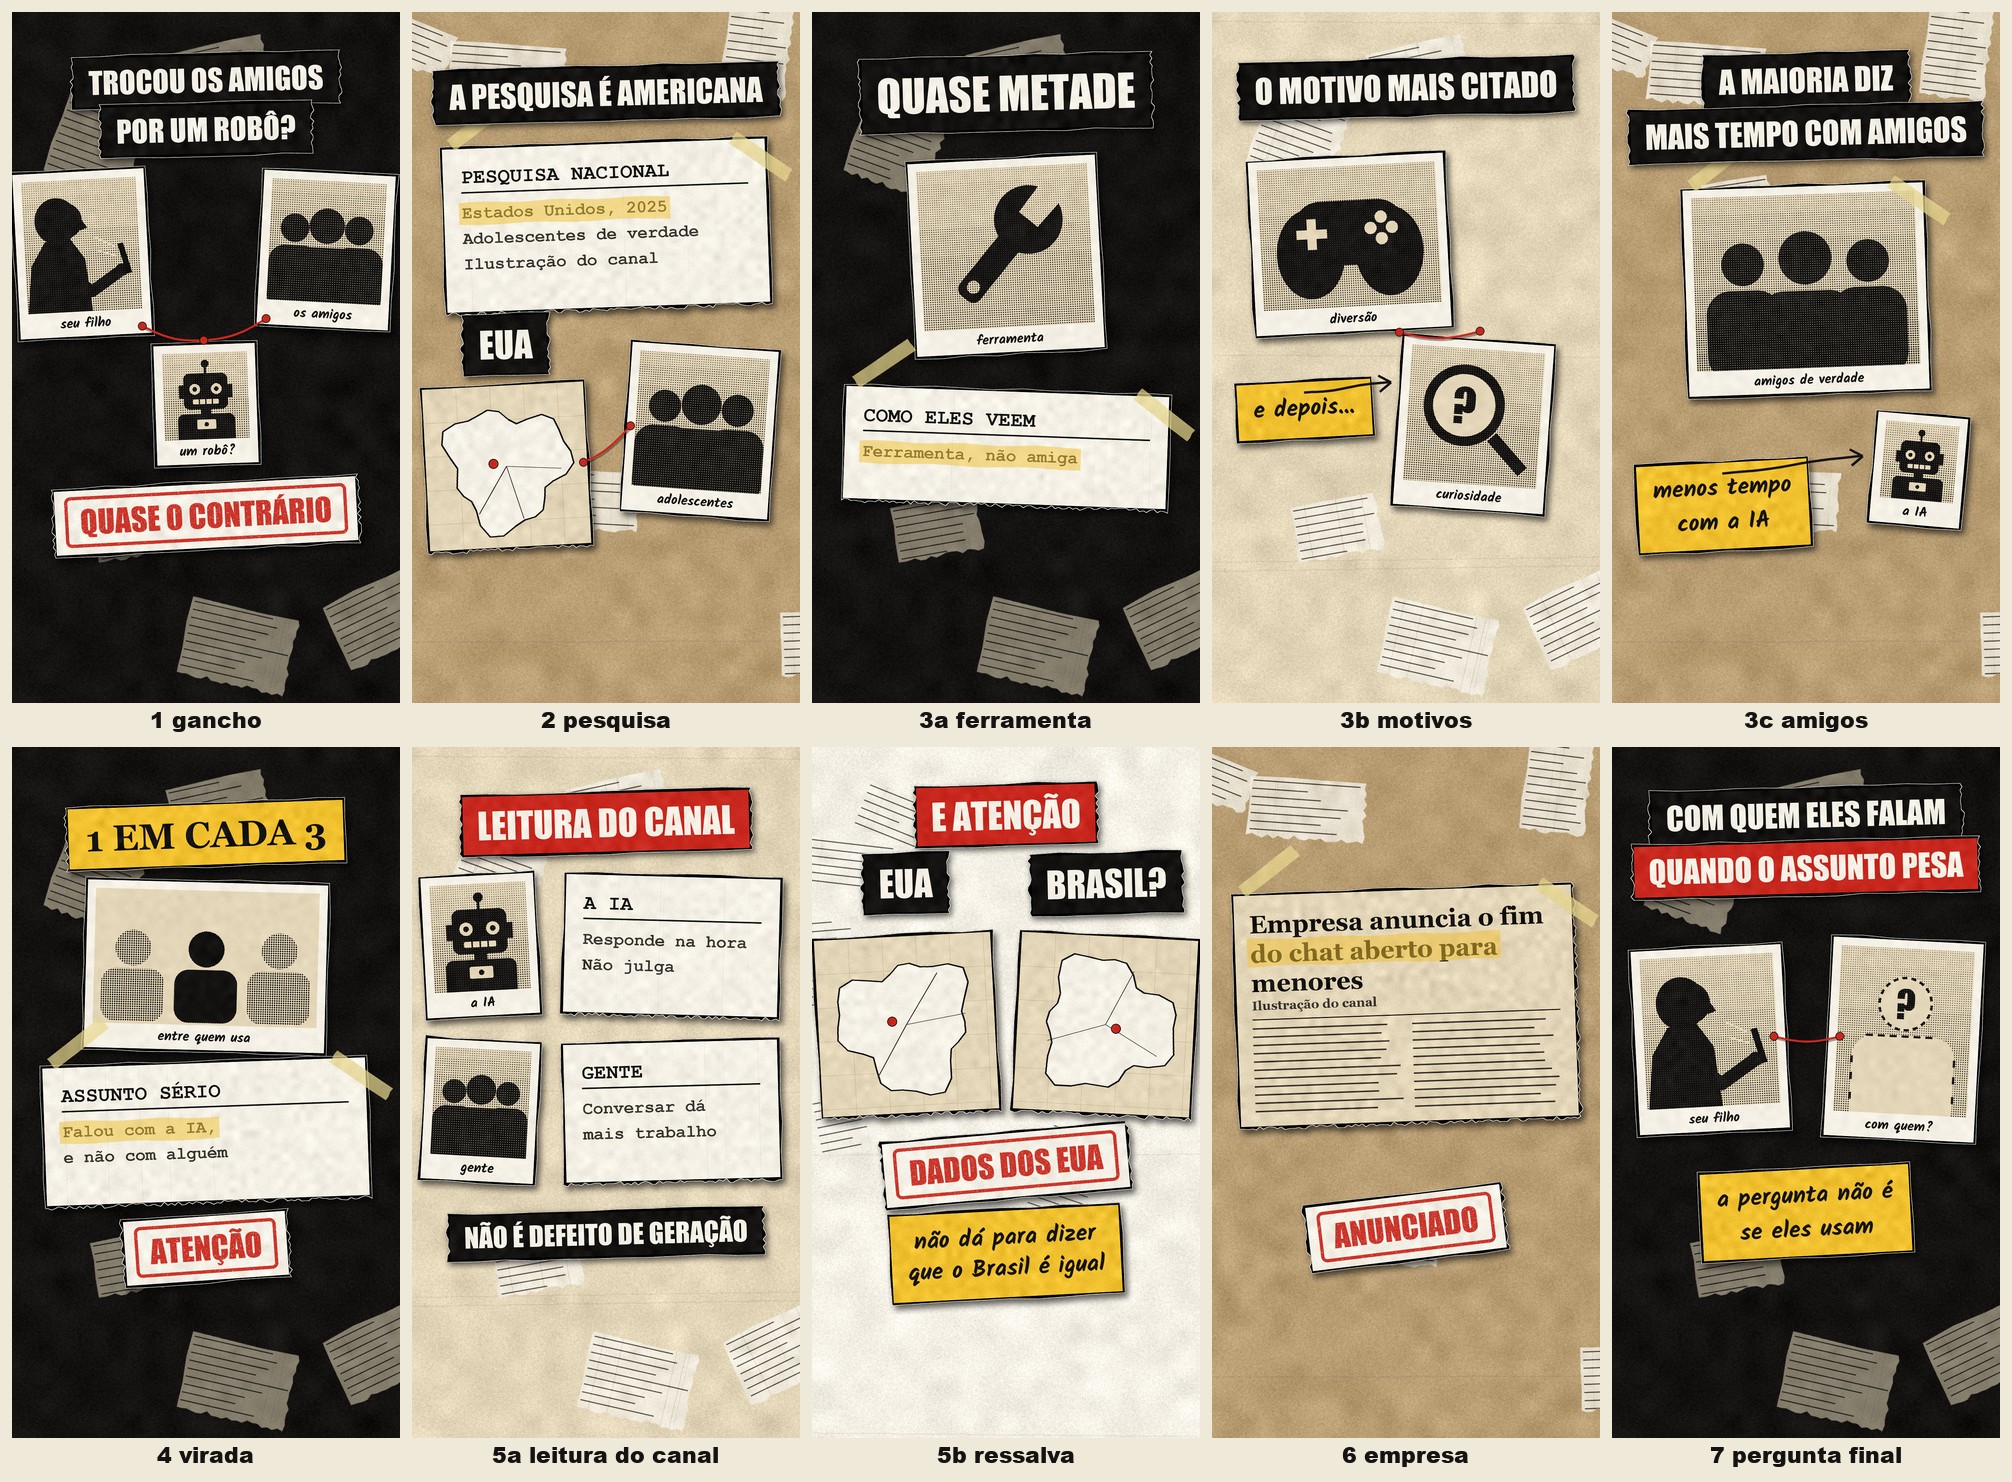 TROCOU OS AMIGOS
POR UM ROBÔ?
seu filho
os amigos
um robô?
QUASE O CONTRÁRIO
1 gancho
A PESQUISA É AMERICANA
PESQUISA NACIONAL
Estados Unidos, 2025
Adolescentes de verdade
Ilustração do canal
EUA
adolescentes
2 pesquisa
QUASE METADE
ferramenta
COMO ELES VEEM
Ferramenta, não amiga
3a ferramenta
O MOTIVO MAIS CITADO
diversão
e depois...
?
curiosidade
3b motivos
A MAIORIA DIZ
MAIS TEMPO COM AMIGOS
amigos de verdade
menos tempo
com a IA
a IA
3c amigos
1 EM CADA 3
entre quem usa
ASSUNTO SÉRIO
Falou com a IA,
e não com alguém
ATENÇÃO
4 virada
LEITURA DO CANAL
a IA
A IA
Responde na hora
Não julga
gente
GENTE
Conversar dá
mais trabalho
NÃO É DEFEITO DE GERAÇÃO
5a leitura do canal
E ATENÇÃO
EUA
BRASIL?
DADOS DOS EUA
não dá para dizer
que o Brasil é igual
5b ressalva
Empresa anuncia o fim
do chat aberto para
menores
Ilustração do canal
ANUNCIADO
6 empresa
COM QUEM ELES FALAM
QUANDO O ASSUNTO PESA
seu filho
?
com quem?
a pergunta não é
se eles usam
7 pergunta final